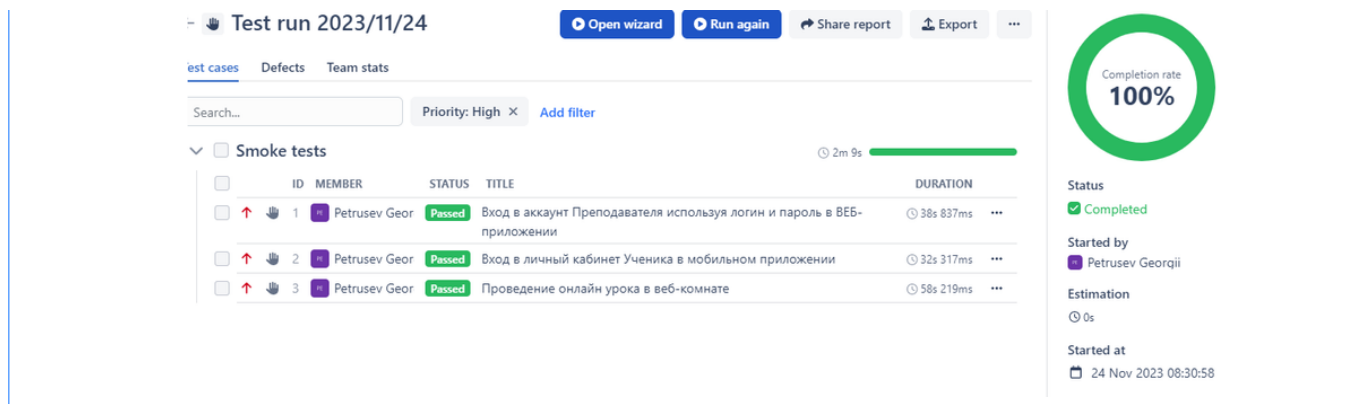 Test run 2023/11/24
Open wizard
Run again
Share report
Export
est cases Defects Team stats
Search...
Priority: High ×
Add filter
Smoke tests
2m 9s
ID MEMBER STATUS TITLE DURATION
1 Petrusev Geor Passed Вход в аккаунт Преподавателя используя логин и пароль в ВЕБ-
приложении
38s 837ms
2 Petrusev Geor Passed Вход в личный кабинет Ученика в мобильном приложении 32s 317ms
3 Petrusev Geor Passed Проведение онлайн урока в веб-комнате 58s 219ms
Completion rate
100%
Status
Completed
Started by
Petrusev Georgii
Estimation
0s
Started at
24 Nov 2023 08:30:58